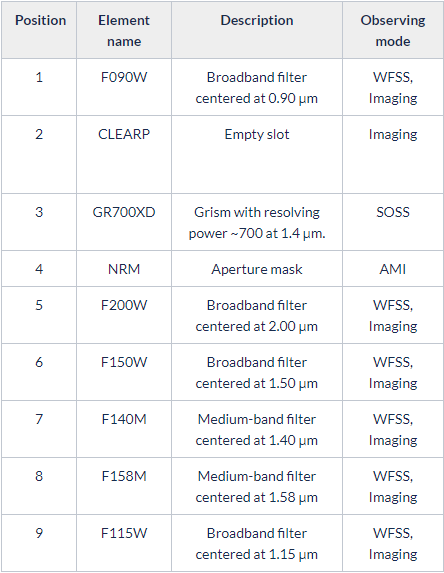 Position Element name Description Observing mode
1 F090W Broadband filter centered at 0.90 µm WFSS, Imaging
2 CLEARP Empty slot Imaging
3 GR700XD Grism with resolving power ~700 at 1.4 µm. SOSS
4 NRM Aperture mask AMI
5 F200W Broadband filter centered at 2.00 µm WFSS, Imaging
6 F150W Broadband filter centered at 1.50 µm WFSS, Imaging
7 F140M Medium-band filter centered at 1.40 µm WFSS, Imaging
8 F158M Medium-band filter centered at 1.58 µm WFSS, Imaging
9 F115W Broadband filter centered at 1.15 µm WFSS, Imaging